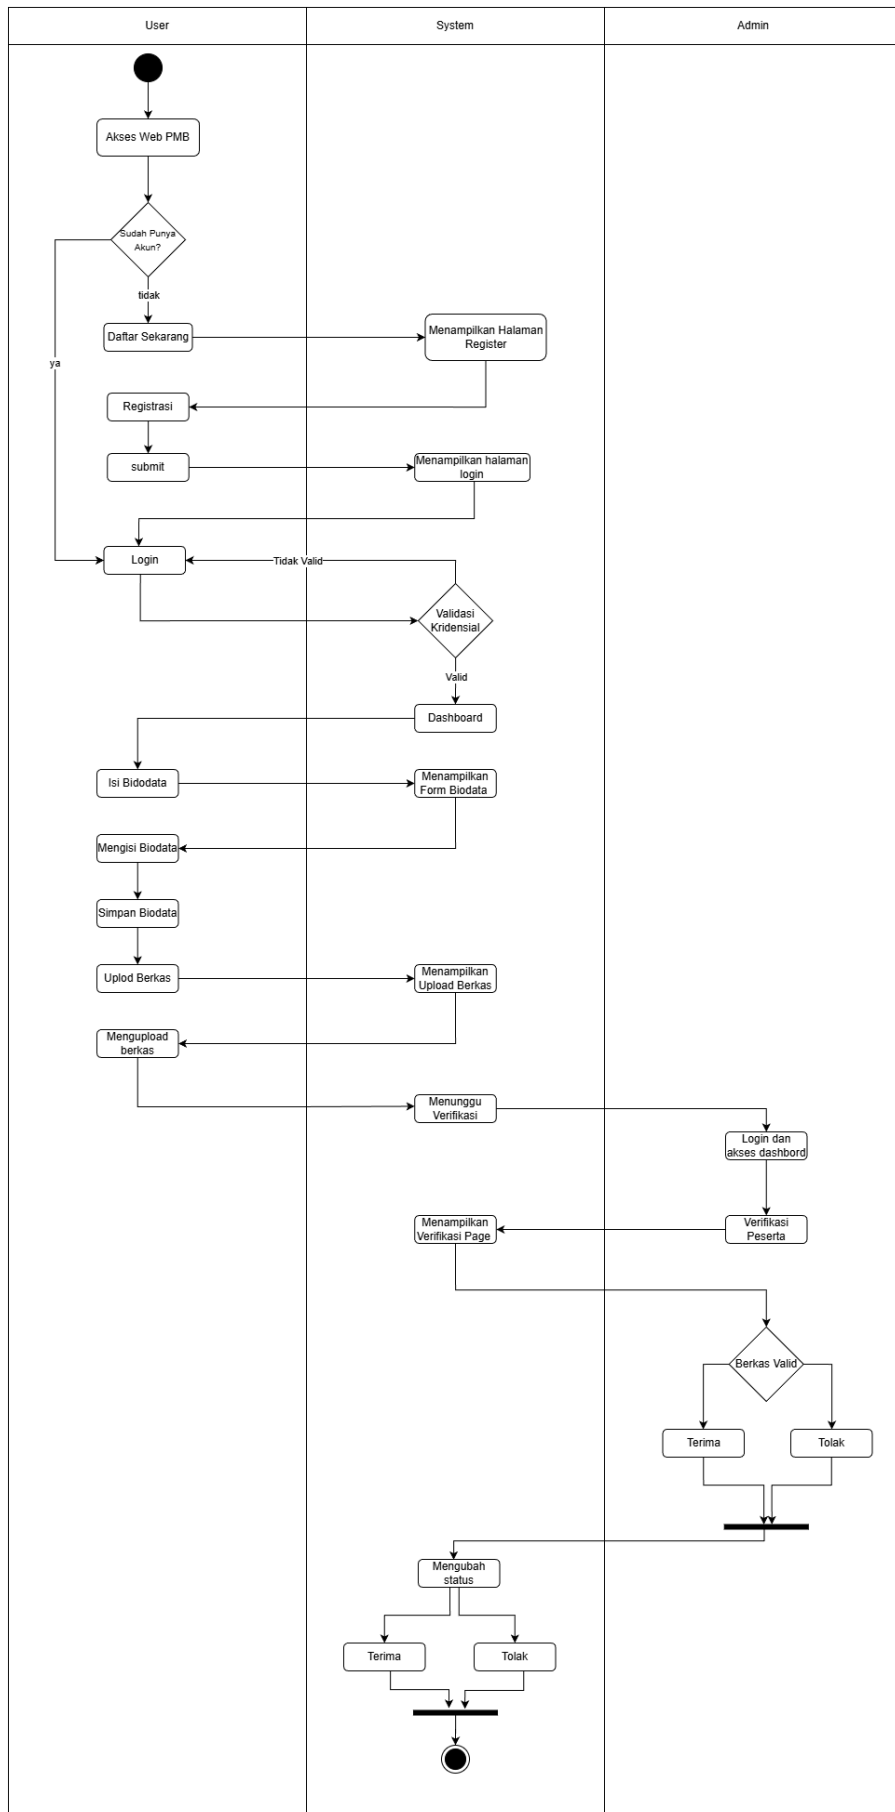 User
System
Admin
Akses Web PMB
Sudah Punya
Akun?
tidak
Daftar Sekarang
Menampilkan Halaman
Register
ya
Registrasi
submit
Menampilkan halaman
login
Login
Tidak Valid
Validasi
Kridensial
Valid
Dashboard
Isi Bidodata
Menampilkan
Form Biodata
Mengisi Biodata
Simpan Biodata
Uplod Berkas
Menampilkan
Upload Berkas
Mengupload
berkas
Menunggu
Verifikasi
Login dan
akses dashbord
Menampilkan
Verifikasi Page
Verifikasi
Peserta
Berkas Valid
Terima
Tolak
Mengubah
status
Terima
Tolak